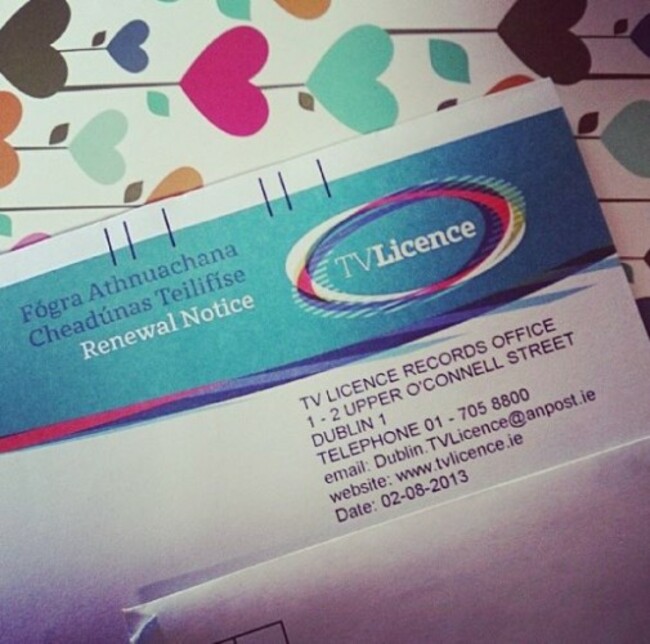 Fógra Athnuachana
Cheadúnas Teilifíse
Renewal Notice
TVLicence
TV LICENCE RECORDS OFFICE
1 - 2 UPPER O'CONNELL STREET
DUBLIN 1
TELEPHONE 01 - 705 8800
email: Dublin.TVLicence@anpost.ie
website: www.tvlicence.ie
Date: 02-08-2013